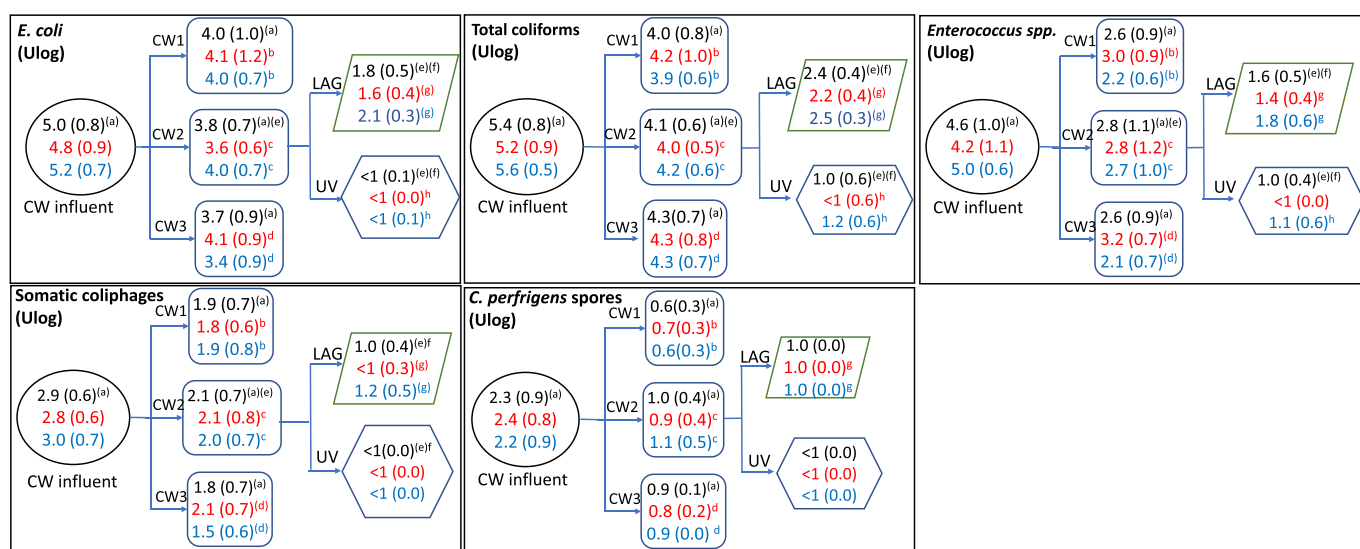 E. coli
(Ulog)
5.0 (0.8)(a)
4.8 (0.9)
5.2 (0.7)
CW influent
CW1
4.0 (1.0)(a)
4.1 (1.2)b
4.0 (0.7)b
CW2
3.8 (0.7)(a)(e)
3.6 (0.6)c
4.0 (0.7)c
CW3
3.7 (0.9)(a)
4.1 (0.9)d
3.4 (0.9)d
LAG
1.8 (0.5)(e)(f)
1.6 (0.4)(g)
2.1 (0.3)(g)
UV
<1 (0.1)(e)(f)
<1 (0.0)h
<1 (0.1)h
Total coliforms
(Ulog)
5.4 (0.8)(a)
5.2 (0.9)
5.6 (0.5)
CW influent
CW1
4.0 (0.8)(a)
4.2 (1.0)b
3.9 (0.6)b
CW2
4.1 (0.6) (a)(e)
4.0 (0.5)c
4.2 (0.6)c
CW3
4.3(0.7) (a)
4.3 (0.8)d
4.3 (0.7)d
LAG
2.4 (0.4)(e)(f)
2.2 (0.4)(g)
2.5 (0.3)(g)
UV
1.0 (0.6)(e)(f)
<1 (0.6)h
1.2 (0.6)h
Enterococcus spp.
(Ulog)
4.6 (1.0)(a)
4.2 (1.1)
5.0 (0.6)
CW influent
CW1
2.6 (0.9)(a)
3.0 (0.9)(b)
2.2 (0.6)(b)
CW2
2.8 (1.1)(a)(e)
2.8 (1.2)c
2.7 (1.0)c
CW3
2.6 (0.9)(a)
3.2 (0.7)(d)
2.1 (0.7)(d)
LAG
1.6 (0.5)(e)(f)
1.4 (0.4)g
1.8 (0.6)g
UV
1.0 (0.4)(e)(f)
<1 (0.0)
1.1 (0.6)h
Somatic coliphages
(Ulog)
2.9 (0.6)(a)
2.8 (0.6)
3.0 (0.7)
CW influent
CW1
1.9 (0.7)(a)
1.8 (0.6)b
1.9 (0.8)b
CW2
2.1 (0.7)(a)(e)
2.1 (0.8)c
2.0 (0.7)c
CW3
1.8 (0.7)(a)
2.1 (0.7)(d)
1.5 (0.6)(d)
LAG
1.0 (0.4)(e)f
<1 (0.3)(g)
1.2 (0.5)(g)
UV
<1(0.0)(e)f
<1 (0.0)
<1 (0.0)
C. perfrigens spores
(Ulog)
2.3 (0.9)(a)
2.4 (0.8)
2.2 (0.9)
CW influent
CW1
0.6(0.3)(a)
0.7(0.3)b
0.6(0.3)b
CW2
1.0 (0.4)(a)
0.9 (0.4)c
1.1 (0.5)c
CW3
0.9 (0.1)(a)
0.8 (0.2)d
0.9 (0.0) d
LAG
1.0 (0.0)
1.0 (0.0)g
1.0 (0.0)g
UV
<1 (0.0)
<1 (0.0)
<1 (0.0)